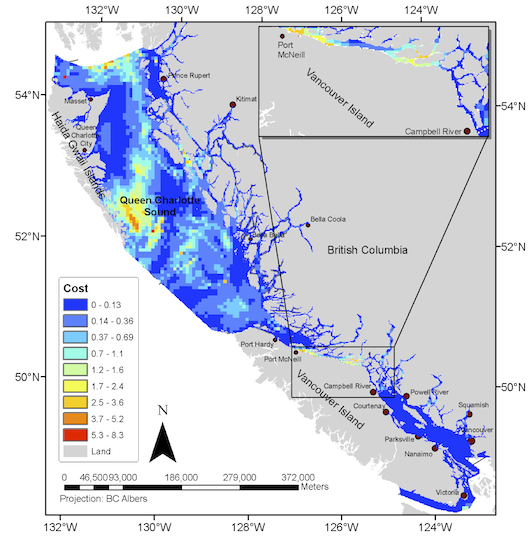 132°W
130°W
128°W
126°W
124°W
Port
McNeill
Vancouver Island
Campbell River
54°N
54°N
Prince Rupert
Kitimat
Masset
Queen
Charlotte
City
Haida Gwaii Islands
Queen Charlotte
Sound
Bella Coola
Bella Bella
52°N
52°N
British Columbia
Cost
0 - 0.13
0.14 - 0.36
0.37 - 0.69
0.7 - 1.1
1.2 - 1.6
1.7 - 2.4
2.5 - 3.6
3.7 - 5.2
5.3 - 8.3
Land
Port Hardy
Port McNeill
50°N
50°N
Vancouver Island
Campbell River
Powell River
Courtenay
Squamish
Vancouver
Parksville
Nanaimo
Victoria
N
0 46,500 93,000 186,000 279,000 372,000
Meters
Projection: BC Albers
132°W
130°W
128°W
126°W
124°W